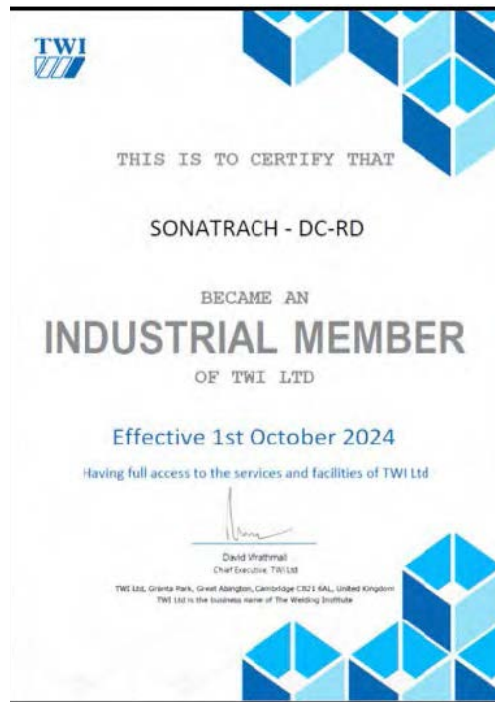 TWI
THIS IS TO CERTIFY THAT
SONATRACH - DC-RD
BECAME AN
INDUSTRIAL MEMBER
OF TWI LTD
Effective 1st October 2024
Having full access to the services and facilities of TWI Ltd
David
Chief Executive, TWI Ltd
TWI Ltd, Granta Park, Great Abington, Cambridge CB21 6AL, United Kingdom
TWI Ltd is the business name of The Welding Institute